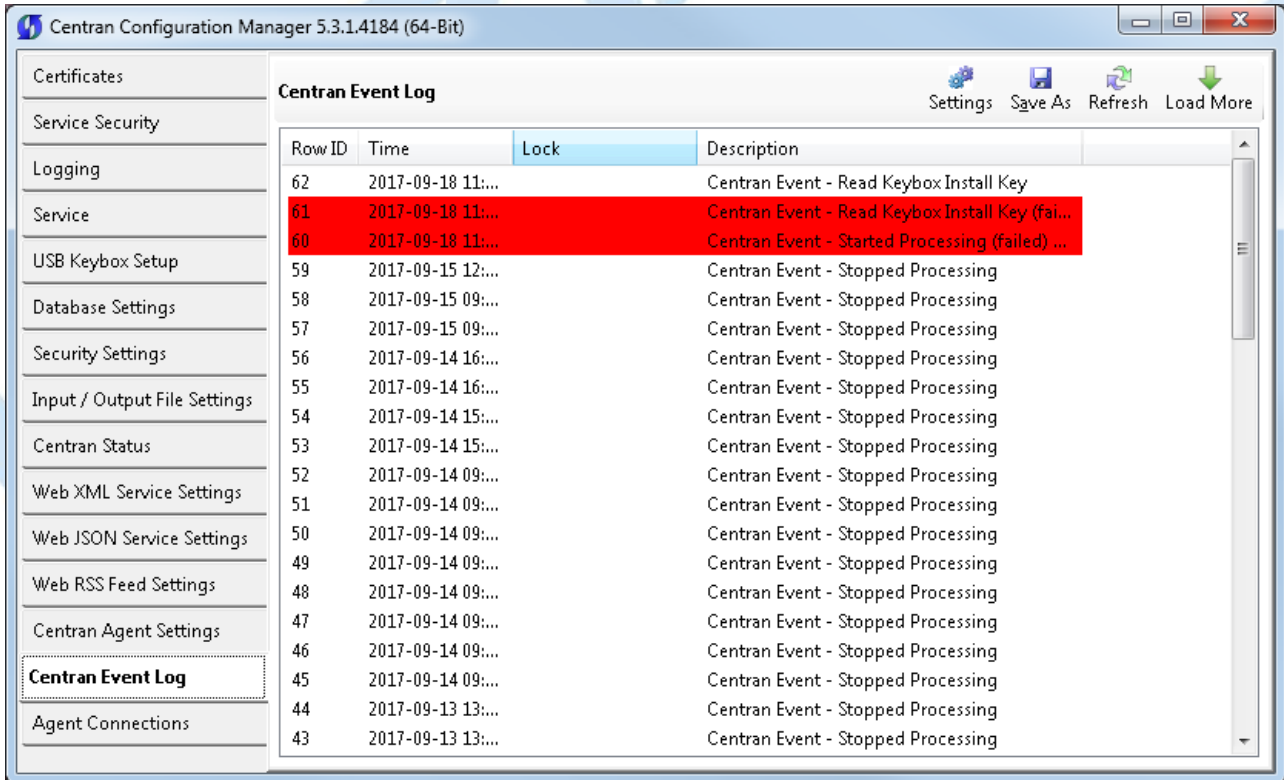 Centran Configuration Manager 5.3.1.4184 (64-Bit)
Certificates
Service Security
Logging
Service
USB Keybox Setup
Database Settings
Security Settings
Input / Output File Settings
Centran Status
Web XML Service Settings
Web JSON Service Settings
Web RSS Feed Settings
Centran Agent Settings
Centran Event Log
Agent Connections
Centran Event Log
Settings Save As Refresh Load More
Row ID Time Lock Description
62 2017-09-18 11:... Centran Event - Read Keybox Install Key
61 2017-09-18 11:... Centran Event - Read Keybox Install Key (fai...
60 2017-09-18 11:... Centran Event - Started Processing (failed) ...
59 2017-09-15 12:... Centran Event - Stopped Processing
58 2017-09-15 09:... Centran Event - Stopped Processing
57 2017-09-15 09:... Centran Event - Stopped Processing
56 2017-09-14 16:... Centran Event - Stopped Processing
55 2017-09-14 16:... Centran Event - Stopped Processing
54 2017-09-14 15:... Centran Event - Stopped Processing
53 2017-09-14 15:... Centran Event - Stopped Processing
52 2017-09-14 09:... Centran Event - Stopped Processing
51 2017-09-14 09:... Centran Event - Stopped Processing
50 2017-09-14 09:... Centran Event - Stopped Processing
49 2017-09-14 09:... Centran Event - Stopped Processing
48 2017-09-14 09:... Centran Event - Stopped Processing
47 2017-09-14 09:... Centran Event - Stopped Processing
46 2017-09-14 09:... Centran Event - Stopped Processing
45 2017-09-14 09:... Centran Event - Stopped Processing
44 2017-09-13 13:... Centran Event - Stopped Processing
43 2017-09-13 13:... Centran Event - Stopped Processing